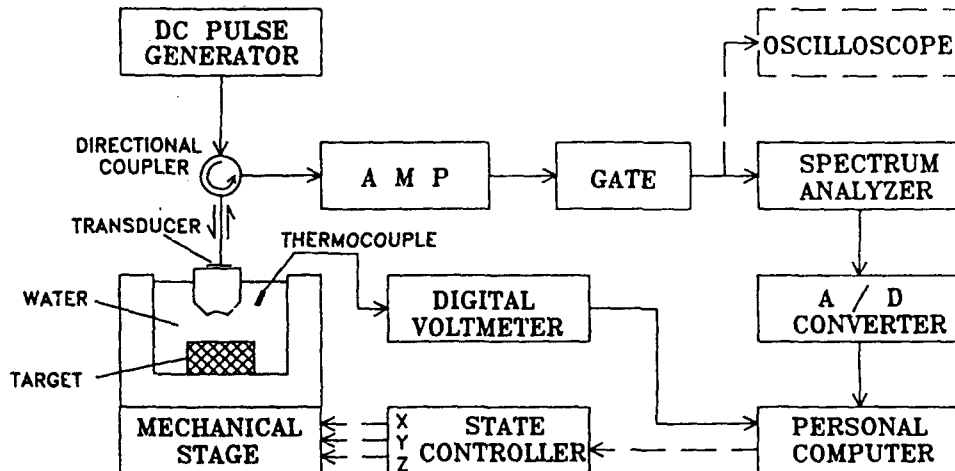 DC PULSE
GENERATOR
OSCILLOSCOPE
DIRECTIONAL
COUPLER
A M P
GATE
SPECTRUM
ANALYZER
TRANSDUCER
THERMOCOUPLE
WATER
DIGITAL
VOLTMETER
A / D
CONVERTER
TARGET
MECHANICAL
STAGE
X
Y
Z
STATE
CONTROLLER
PERSONAL
COMPUTER